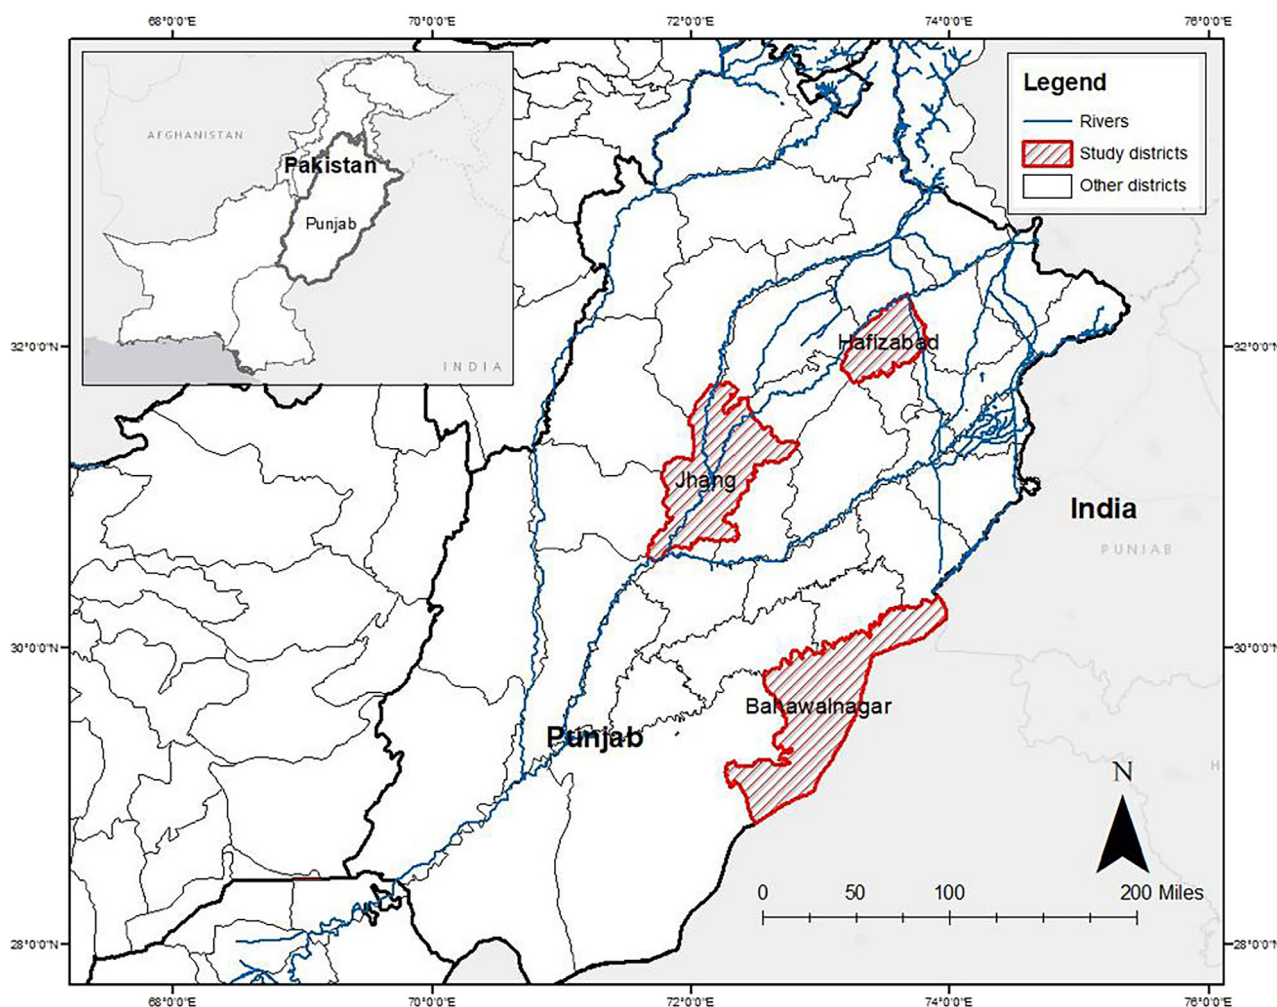 68°0'0"E
70°0'0"E
72°0'0"E
74°0'0"E
76°0'0"E
AFGHANISTAN
Pakistan
Punjab
INDIA
Legend
Rivers
Study districts
Other districts
32°0'0"N
32°0'0"N
Hafizabad
Jhang
India
PUNJAB
30°0'0"N
30°0'0"N
Bahawalnagar
Punjab
H
N
0 50 100 200 Miles
28°0'0"N
28°0'0"N
68°0'0"E
70°0'0"E
72°0'0"E
74°0'0"E
76°0'0"E